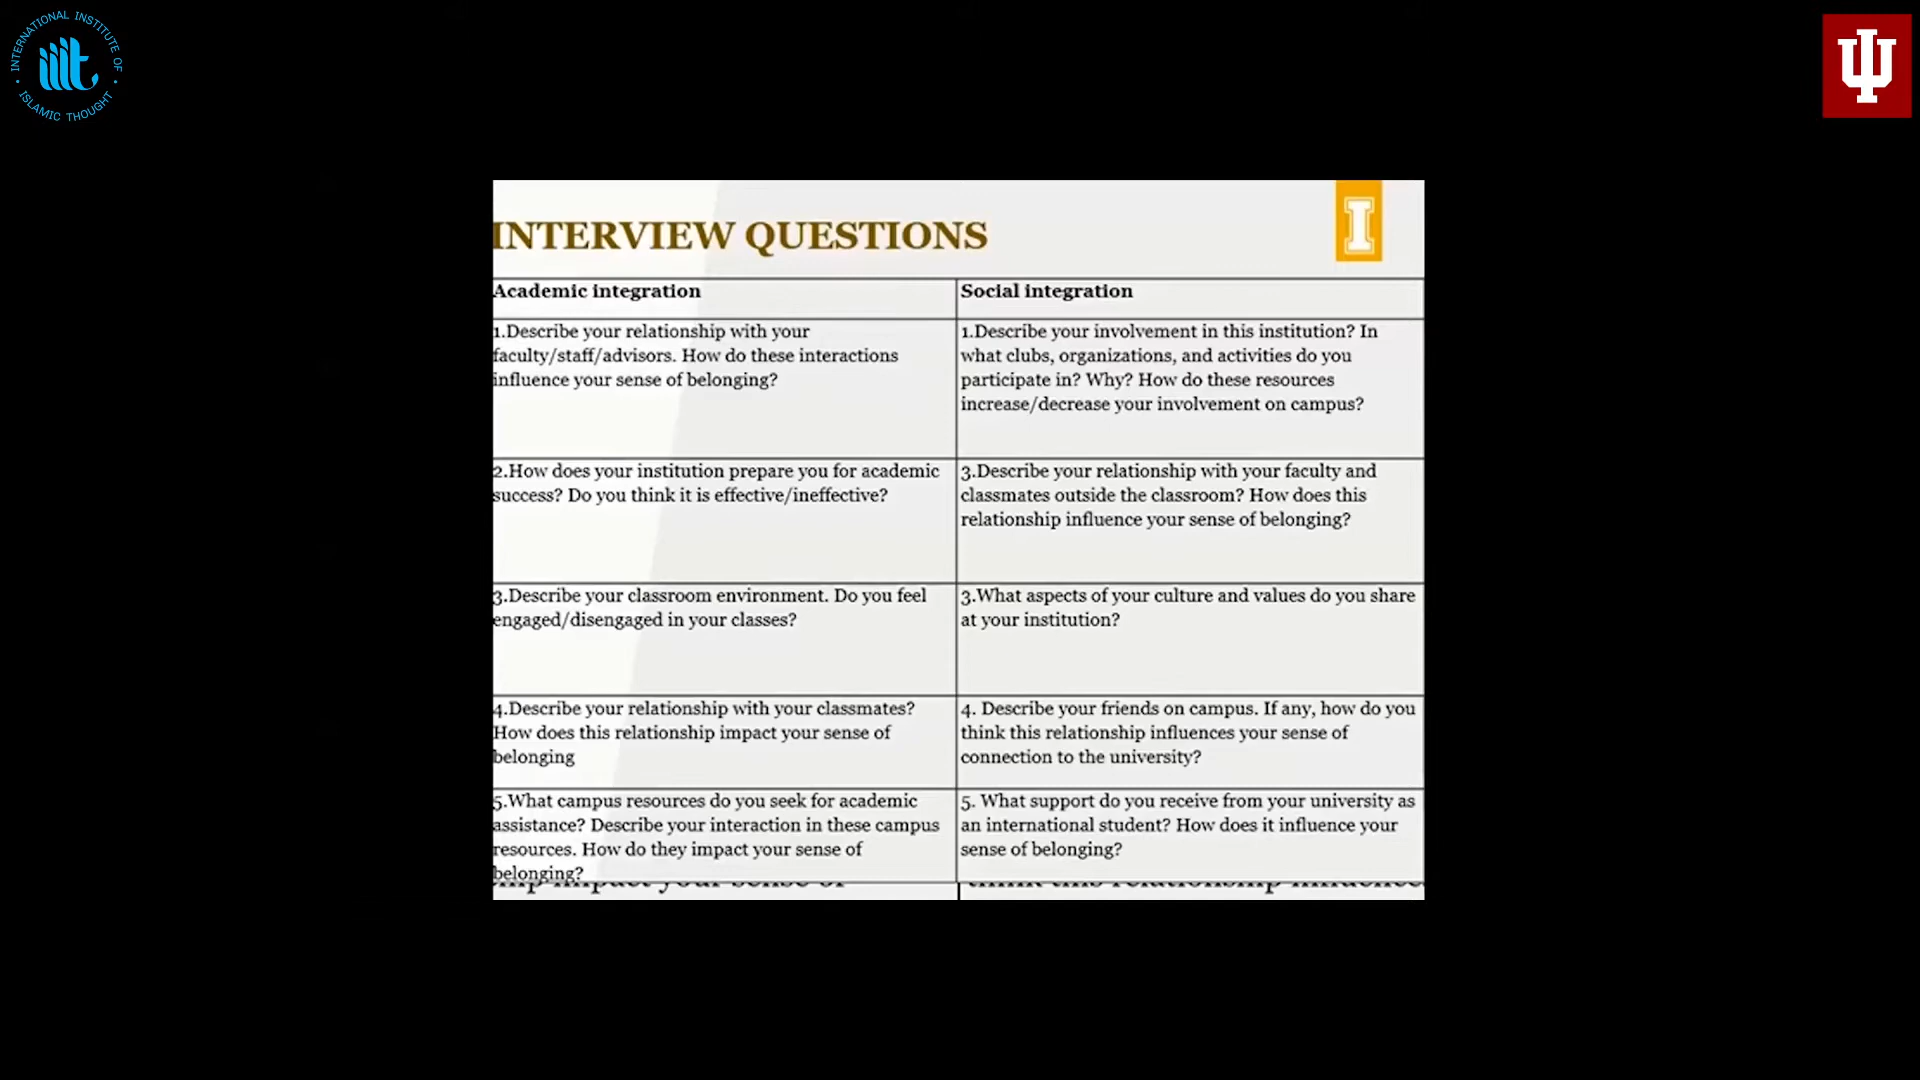 INTERNATIONAL INSTITUTE OF
ISLAMIC THOUGHT
iiit
INTERVIEW QUESTIONS
I
Academic integration
Social integration
1.Describe your relationship with your
faculty/staff/advisors. How do these interactions
influence your sense of belonging?
1.Describe your involvement in this institution? In
what clubs, organizations, and activities do you
participate in? Why? How do these resources
increase/decrease your involvement on campus?
2.How does your institution prepare you for academic
success? Do you think it is effective/ineffective?
3.Describe your relationship with your faculty and
classmates outside the classroom? How does this
relationship influence your sense of belonging?
3.Describe your classroom environment. Do you feel
engaged/disengaged in your classes?
3.What aspects of your culture and values do you share
at your institution?
4.Describe your relationship with your classmates?
How does this relationship impact your sense of
belonging
4. Describe your friends on campus. If any, how do you
think this relationship influences your sense of
connection to the university?
5.What campus resources do you seek for academic
assistance? Describe your interaction in these campus
resources. How do they impact your sense of
belonging?
5. What support do you receive from your university as
an international student? How does it influence your
sense of belonging?
impact your sense of
think this relationship